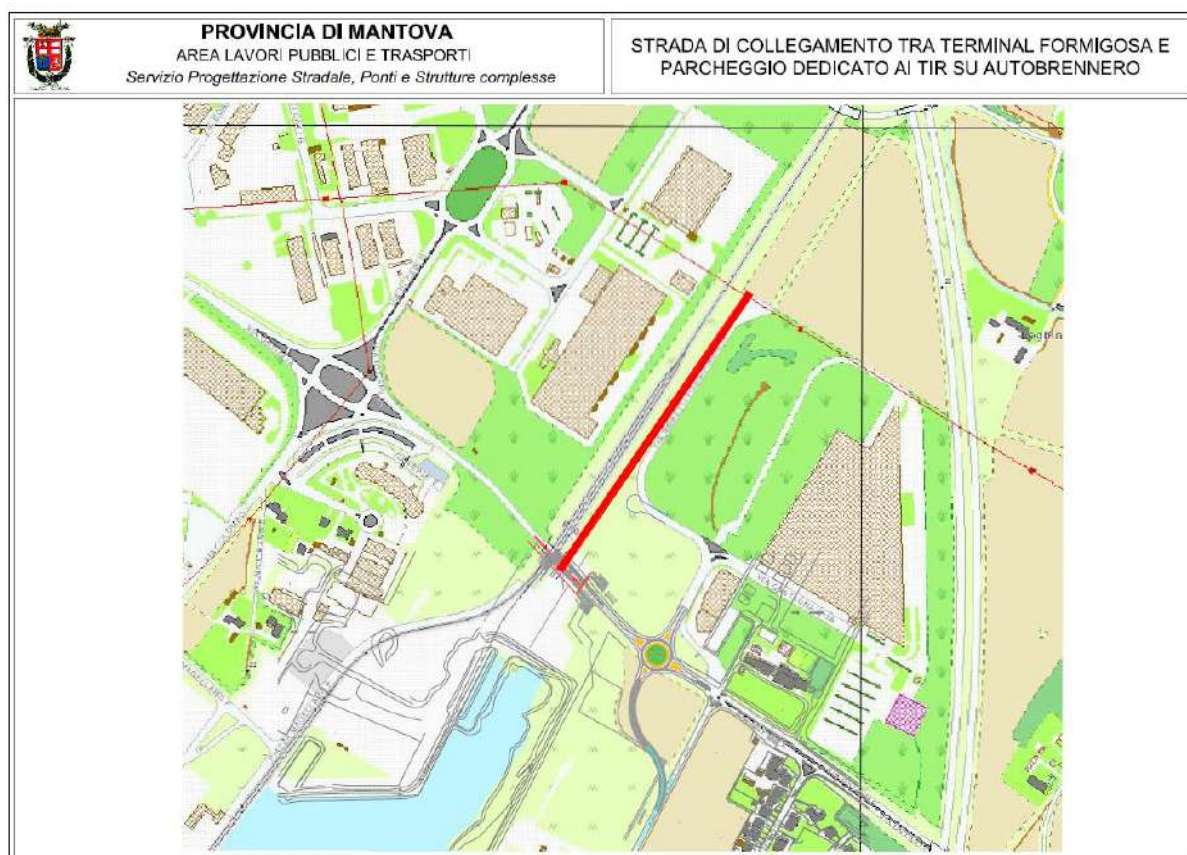 PROVINCIA DI MANTOVA
AREA LAVORI PUBBLICI E TRASPORTI
Servizio Progettazione Stradale, Ponti e Strutture complesse
STRADA DI COLLEGAMENTO TRA TERMINAL FORMIGOSA E
PARCHEGGIO DEDICATO AI TIR SU AUTOBRENNERO